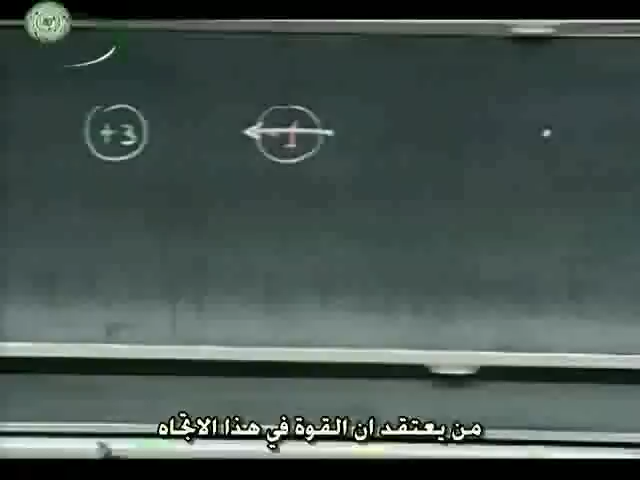 +3 -1
من يعتقد ان القوة في هذا الاتجاه